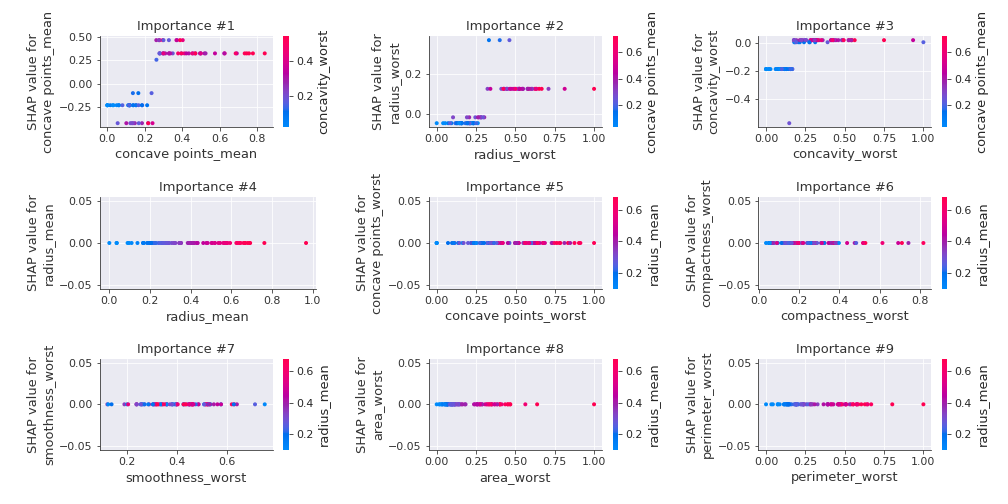 Importance #1
SHAP value for
concave points_mean
0.50
0.25
0.00
−0.25
0.0
0.2
0.4
0.6
0.8
concave points_mean
0.4
0.2
concavity_worst
Importance #2
SHAP value for
radius_worst
0.2
0.0
0.00
0.25
0.50
0.75
1.00
radius_worst
0.6
0.4
0.2
concave points_mean
Importance #3
SHAP value for
concavity_worst
0.0
−0.2
−0.4
0.00
0.25
0.50
0.75
1.00
concavity_worst
0.6
0.4
0.2
concave points_mean
Importance #4
SHAP value for
radius_mean
0.05
0.00
−0.05
0.0
0.2
0.4
0.6
0.8
1.0
radius_mean
Importance #5
SHAP value for
concave points_worst
0.05
0.00
−0.05
0.00
0.25
0.50
0.75
1.00
concave points_worst
0.6
0.4
0.2
radius_mean
Importance #6
SHAP value for
compactness_worst
0.05
0.00
−0.05
0.0
0.2
0.4
0.6
0.8
compactness_worst
0.6
0.4
0.2
radius_mean
Importance #7
SHAP value for
smoothness_worst
0.05
0.00
−0.05
0.2
0.4
0.6
smoothness_worst
0.6
0.4
0.2
radius_mean
Importance #8
SHAP value for
area_worst
0.05
0.00
−0.05
0.00
0.25
0.50
0.75
1.00
area_worst
0.6
0.4
0.2
radius_mean
Importance #9
SHAP value for
perimeter_worst
0.05
0.00
−0.05
0.00
0.25
0.50
0.75
1.00
perimeter_worst
0.6
0.4
0.2
radius_mean